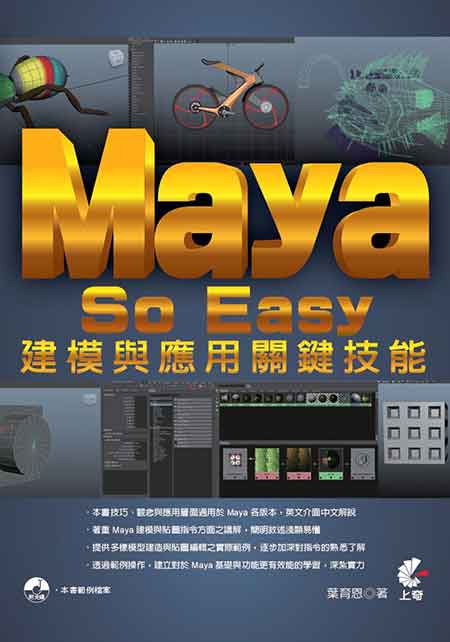 Maya
So Easy
建模與應用關鍵技能
．本書技巧、觀念與應用層面適用於 Maya 各版本，英文介面中文解說
．著重 Maya 建模與貼圖指令方面之講解，簡明敘述淺顯易懂
．提供多樣模型建造與貼圖編輯之實際範例，逐步加深對指令的熟悉了解
．透過範例操作，建立對於 Maya 基礎與功能更有效能的學習，深紮實力
附光碟
．本書範例檔案
葉育恩◎著
上奇